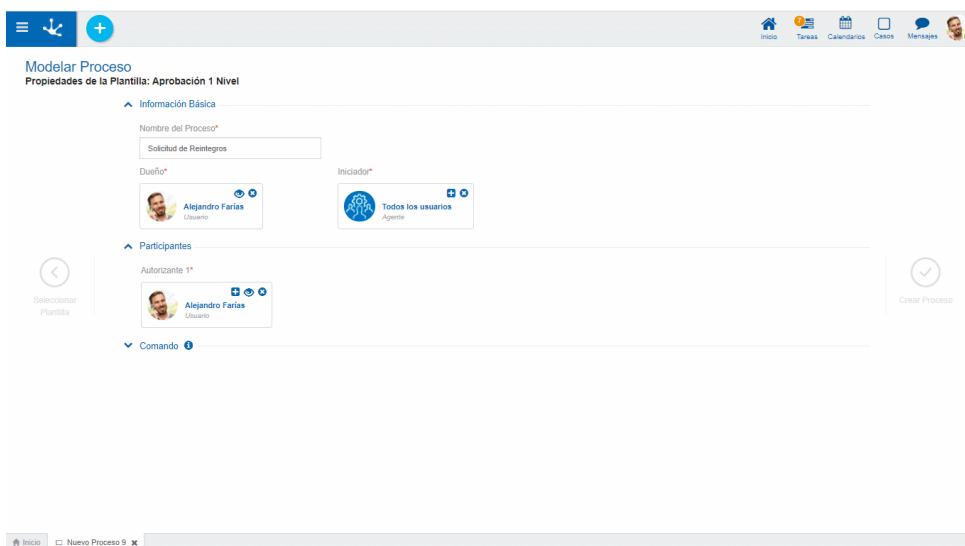 Inicio
7
Tareas
Calendarios
Casos
Mensajes
Modelar Proceso
Propiedades de la Plantilla: Aprobación 1 Nivel
Información Básica
Nombre del Proceso*
Solicitud de Reintegros
Dueño*
Iniciador*
Alejandro Farías
Usuario
Todos los usuarios
Agente
Participantes
Autorizante 1*
Alejandro Farías
Usuario
Seleccionar
Plantilla
Crear Proceso
Comando
Inicio
Nuevo Proceso 9